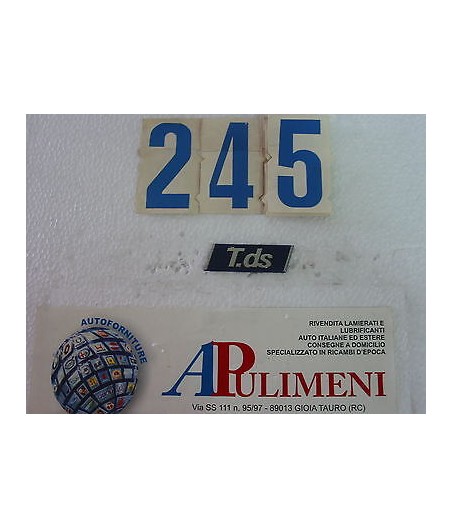 245
T.ds
AUTOFORNITURE
RIVENDITA LAMIERATI E
LUBRIFICANTI
AUTO ITALIANE ED ESTERE
CONSEGNE A DOMICILIO
SPECIALIZZATO IN RICAMBI D'EPOCA
APULIMENI
Via SS 111 n. 95/97 - 89013 GIOIA TAURO (RC)